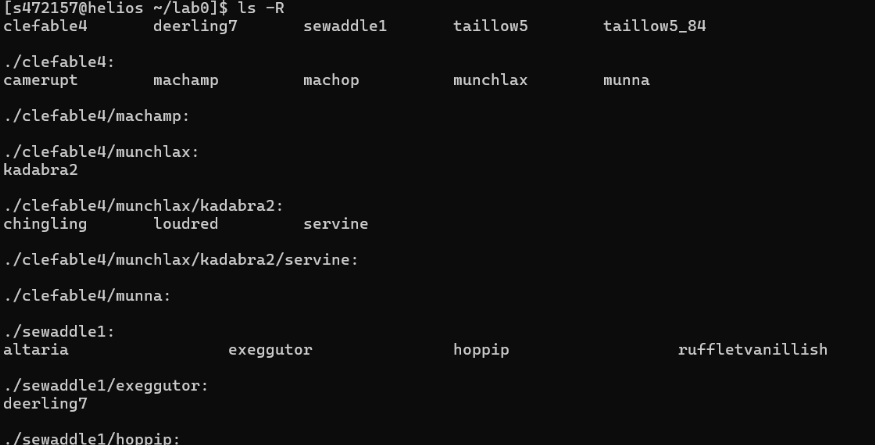 [s472157@helios ~/lab0]$ ls -R
clefable4 deerling7 sewaddle1 taillow5 taillow5_84
./clefable4:
camerupt machamp machop munchlax munna
./clefable4/machamp:
./clefable4/munchlax:
kadabra2
./clefable4/munchlax/kadabra2:
chingling loudred servine
./clefable4/munchlax/kadabra2/servine:
./clefable4/munna:
./sewaddle1:
altaria exeggutor hoppip ruffletvanillish
./sewaddle1/exeggutor:
deerling7
./sewaddle1/hoppip: